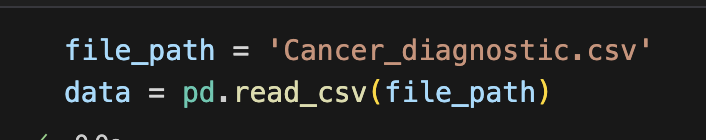 file_path = 'Cancer_diagnostic.csv'
data = pd.read_csv(file_path)